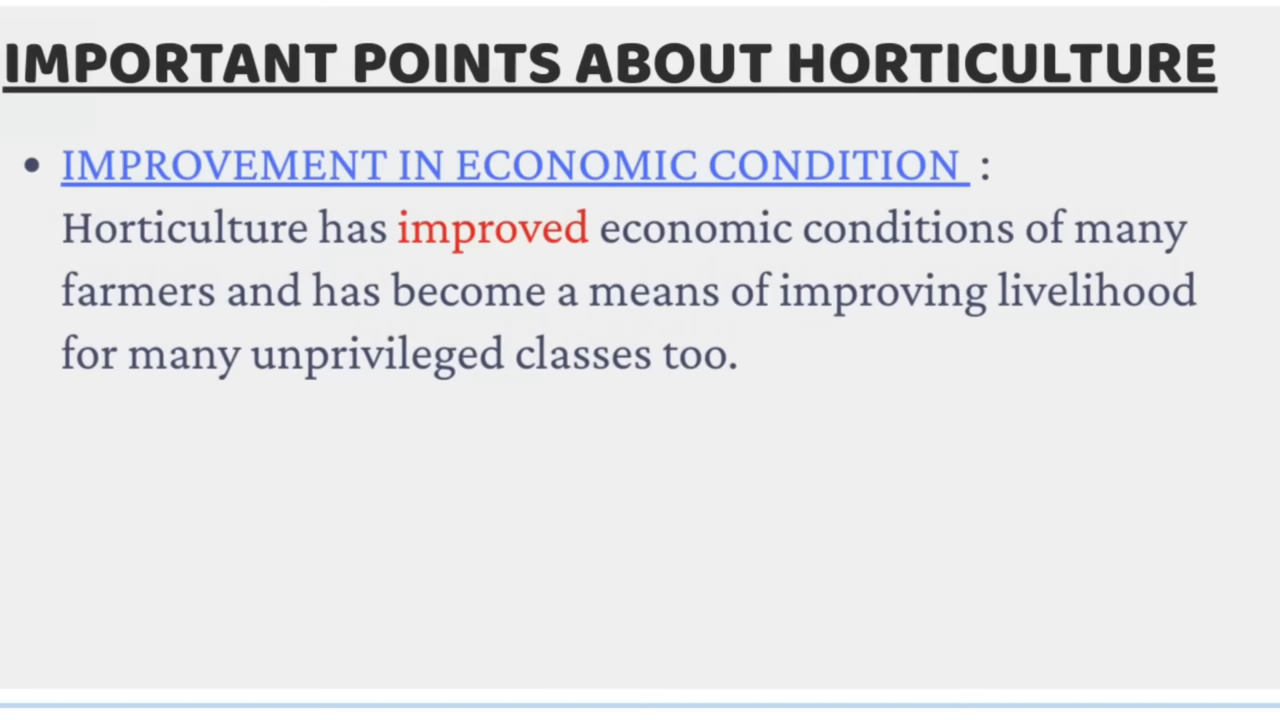 IMPORTANT POINTS ABOUT HORTICULTURE
• IMPROVEMENT IN ECONOMIC CONDITION :
Horticulture has improved economic conditions of many
farmers and has become a means of improving livelihood
for many unprivileged classes too.